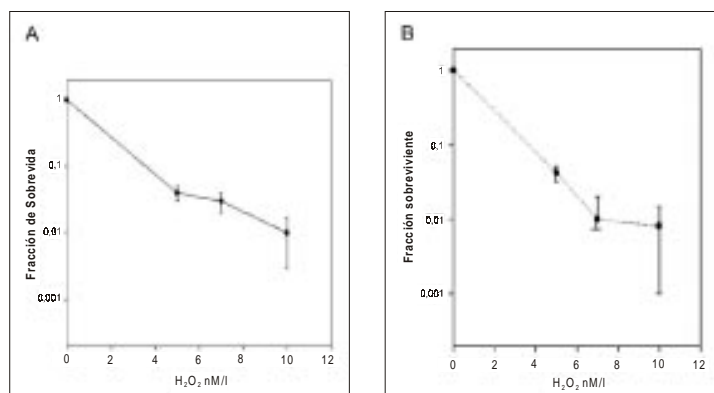 A
Fracción de Sobrevida
1
0.1
0.01
0.001
0 2 4 6 8 10 12
H₂O₂ nM/l
B
Fracción sobreviviente
1
0.1
0.01
0.001
0 2 4 6 8 10 12
H₂O₂ nM/l